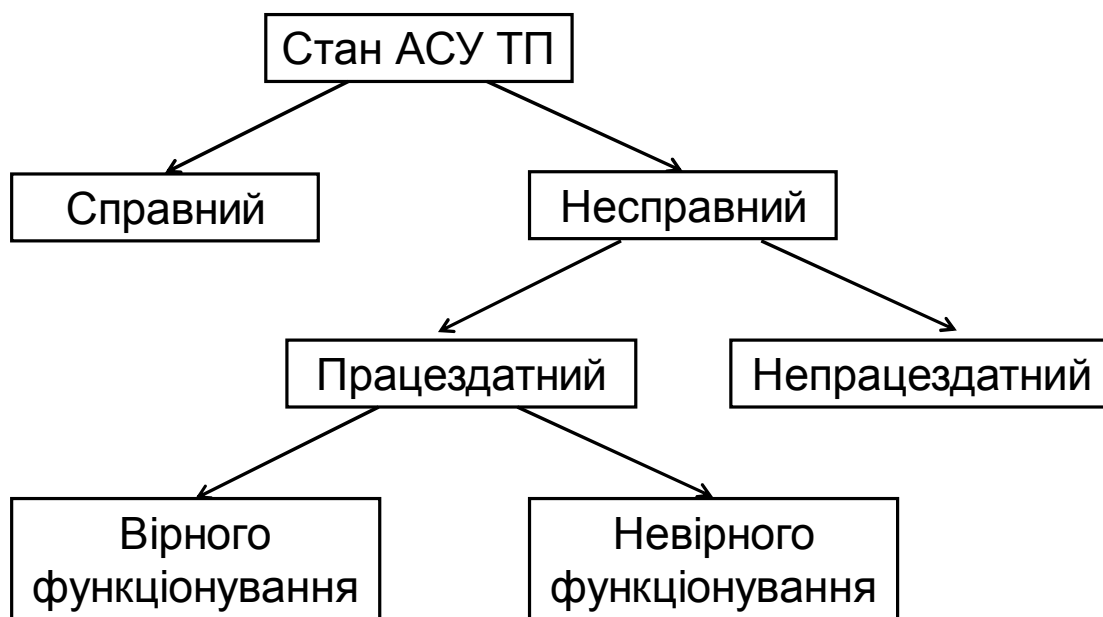 Стан АСУ ТП
Справний
Несправний
Працездатний
Непрацездатний
Вірного
функціонування
Невірного
функціонування